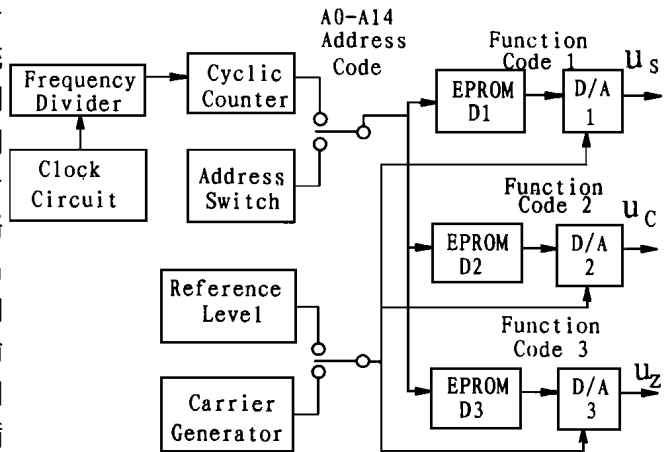 A0-A14
Address
Code
Frequency
Divider
Cyclic
Counter
Clock
Circuit
Address
Switch
Function
Code 1
EPROM
D1
D/A
1
u_S
Function
Code 2
EPROM
D2
D/A
2
u_C
Reference
Level
Carrier
Generator
Function
Code 3
EPROM
D3
D/A
3
u_Z